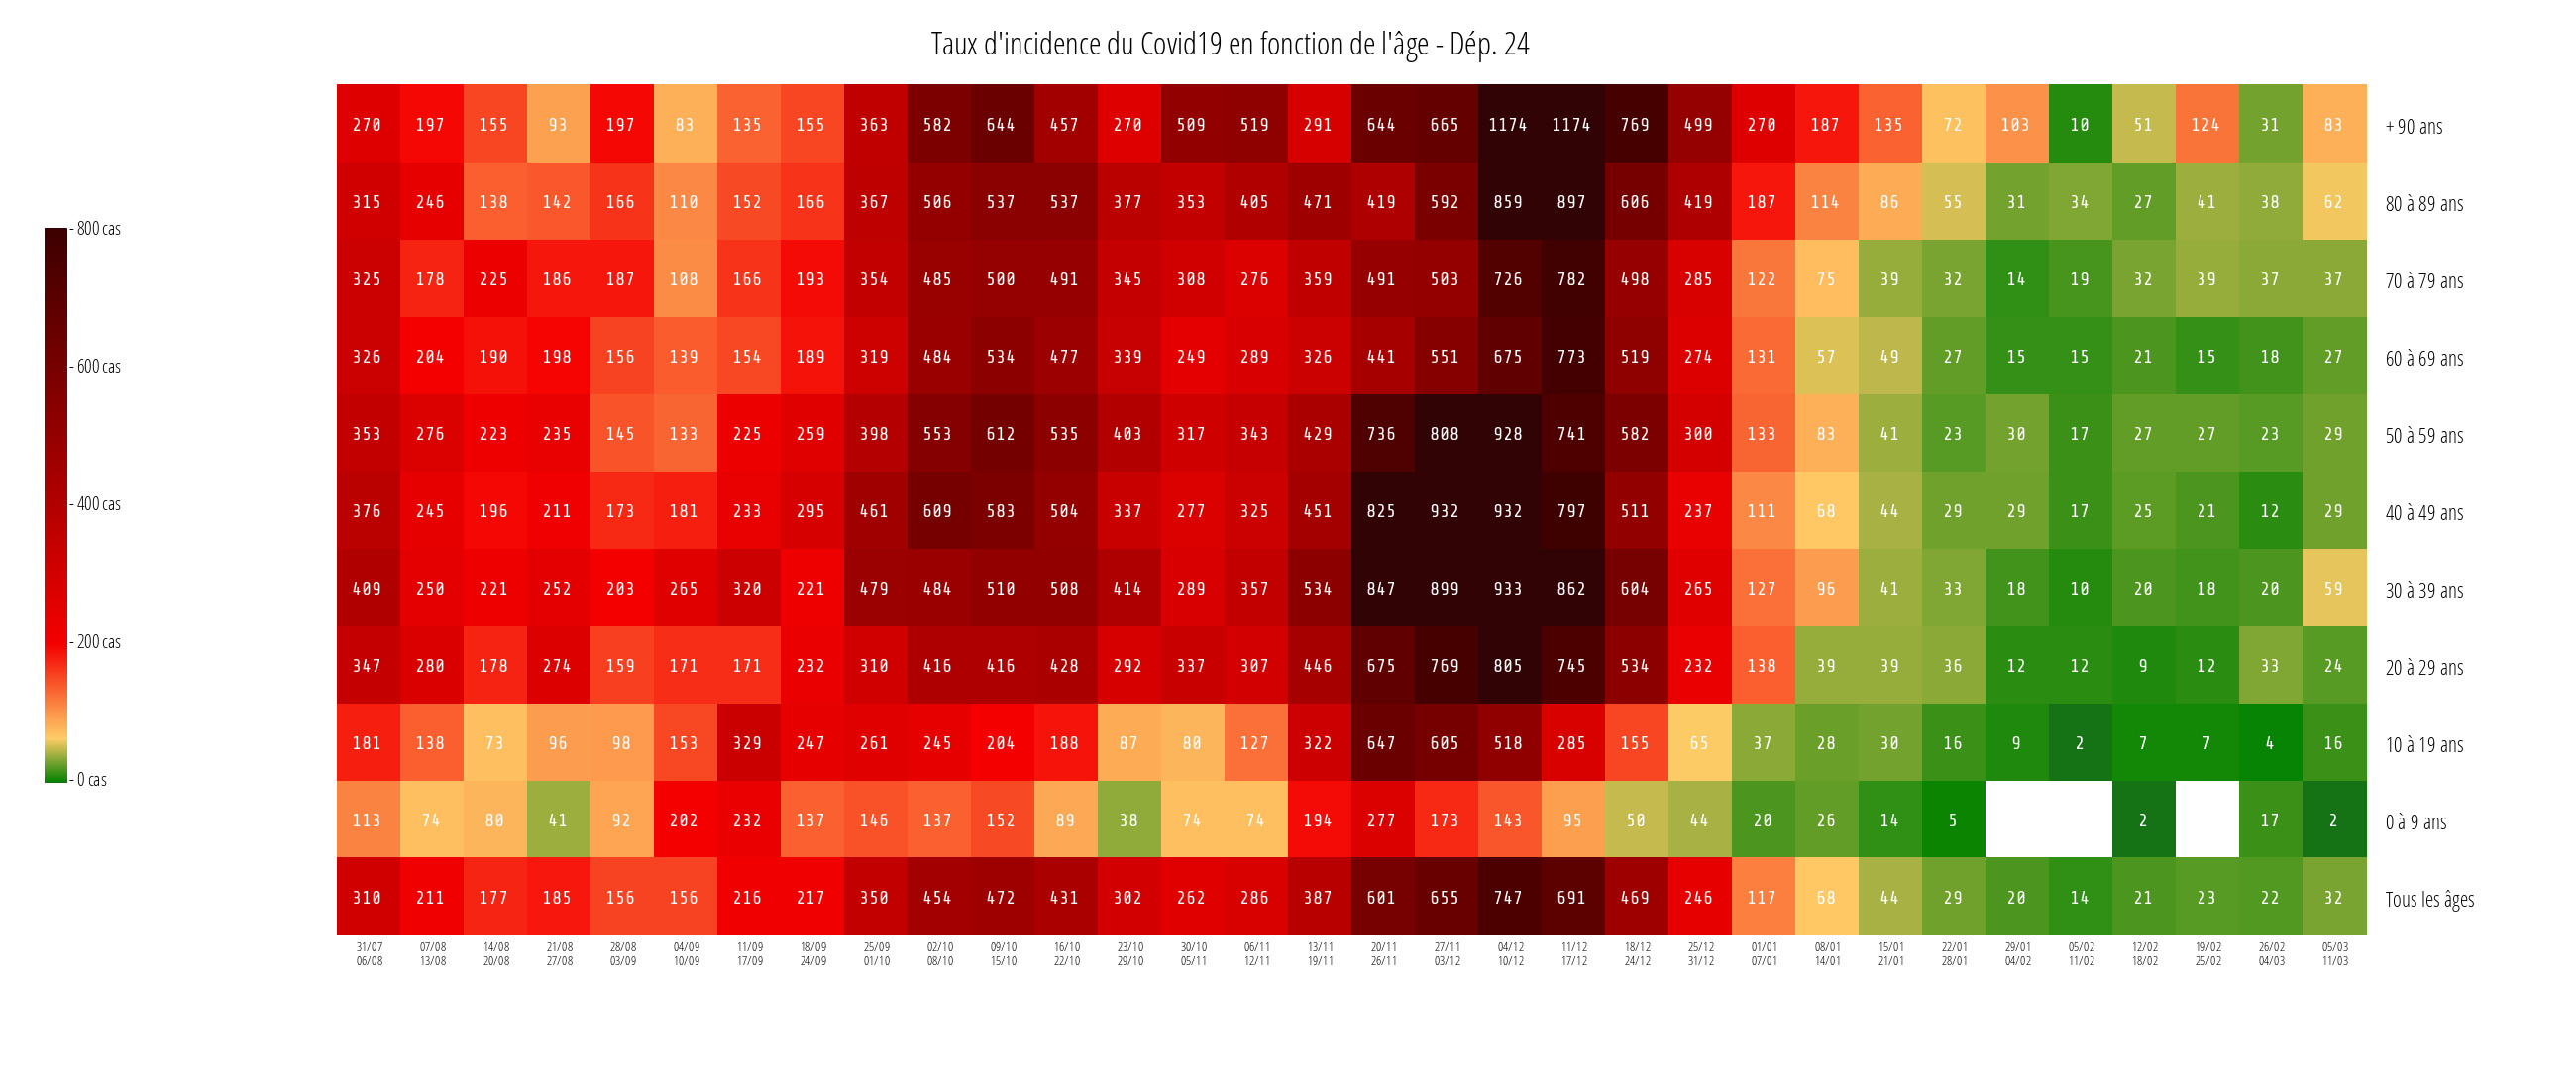 Taux d'incidence du Covid19 en fonction de l'âge - Dép. 24
- 800 cas
- 600 cas
- 400 cas
- 200 cas
- 0 cas
270 197 155 93 197 83 135 155 363 582 644 457 270 509 519 291 644 665 1174 1174 769 499 270 187 135 72 103 10 51 124 31 83 + 90 ans
315 246 138 142 166 110 152 166 367 506 537 537 377 353 405 471 419 592 859 897 606 419 187 114 86 55 31 34 27 41 38 62 80 à 89 ans
325 178 225 186 187 108 166 193 354 485 500 491 345 308 276 359 491 503 726 782 498 285 122 75 39 32 14 19 32 39 37 37 70 à 79 ans
326 204 190 198 156 139 154 189 319 484 534 477 339 249 289 326 441 551 675 773 519 274 131 57 49 27 15 15 21 15 18 27 60 à 69 ans
353 276 223 235 145 133 225 259 398 553 612 535 403 317 343 429 736 808 928 741 582 300 133 83 41 23 30 17 27 27 23 29 50 à 59 ans
376 245 196 211 173 181 233 295 461 609 583 504 337 277 325 451 825 932 932 797 511 237 111 68 44 29 29 17 25 21 12 29 40 à 49 ans
409 250 221 252 203 265 320 221 479 484 510 508 414 289 357 534 847 899 933 862 604 265 127 96 41 33 18 10 20 18 20 59 30 à 39 ans
347 280 178 274 159 171 171 232 310 416 416 428 292 337 307 446 675 769 805 745 534 232 138 39 39 36 12 12 9 12 33 24 20 à 29 ans
181 138 73 96 98 153 329 247 261 245 204 188 87 80 127 322 647 605 518 285 155 65 37 28 30 16 9 2 7 7 4 16 10 à 19 ans
113 74 80 41 92 202 232 137 146 137 152 89 38 74 74 194 277 173 143 95 50 44 20 26 14 5 2 17 2 0 à 9 ans
310 211 177 185 156 156 216 217 350 454 472 431 302 262 286 387 601 655 747 691 469 246 117 68 44 29 20 14 21 23 22 32 Tous les âges
31/07 07/08 14/08 21/08 28/08 04/09 11/09 18/09 25/09 02/10 09/10 16/10 23/10 30/10 06/11 13/11 20/11 27/11 04/12 11/12 18/12 25/12 01/01 08/01 15/01 22/01 29/01 05/02 12/02 19/02 26/02 05/03
06/08 13/08 20/08 27/08 03/09 10/09 17/09 24/09 01/10 08/10 15/10 22/10 29/10 05/11 12/11 19/11 26/11 03/12 10/12 17/12 24/12 31/12 07/01 14/01 21/01 28/01 04/02 11/02 18/02 25/02 04/03 11/03